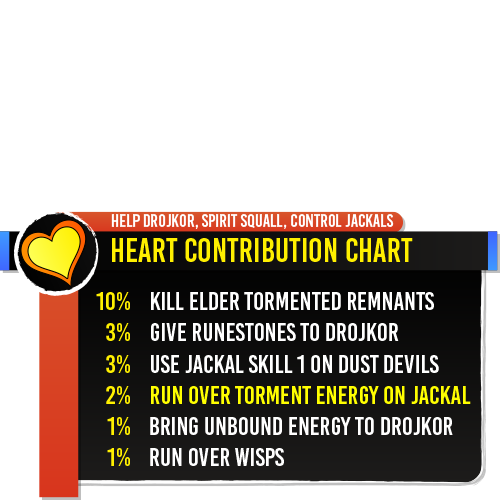 HELP DROJKOR, SPIRIT SQUALL, CONTROL JACKALS
HEART CONTRIBUTION CHART
10% KILL ELDER TORMENTED REMNANTS
3% GIVE RUNESTONES TO DROJKOR
3% USE JACKAL SKILL 1 ON DUST DEVILS
2% RUN OVER TORMENT ENERGY ON JACKAL
1% BRING UNBOUND ENERGY TO DROJKOR
1% RUN OVER WISPS